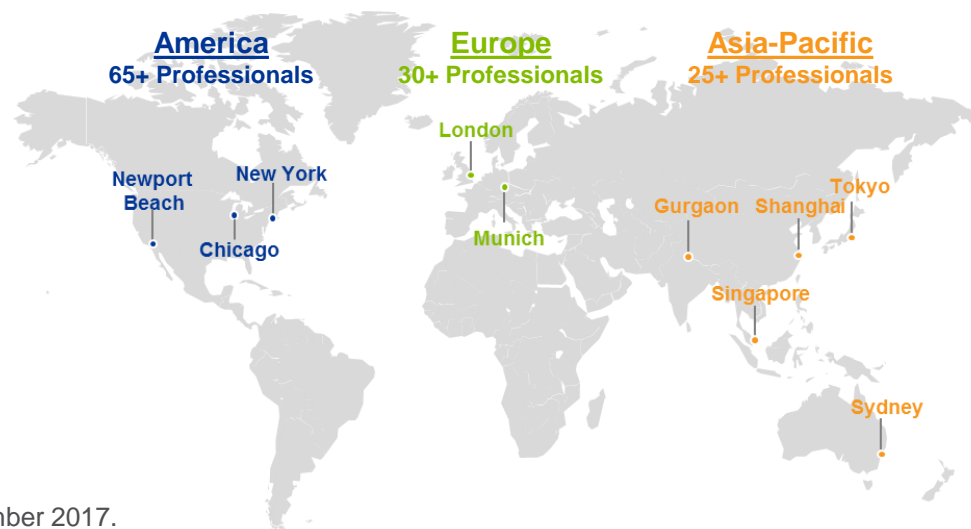 America
65+ Professionals
Europe
30+ Professionals
Asia-Pacific
25+ Professionals
London
Newport
Beach
New York
Chicago
Munich
Gurgaon
Shanghai
Tokyo
Singapore
Sydney
2017.